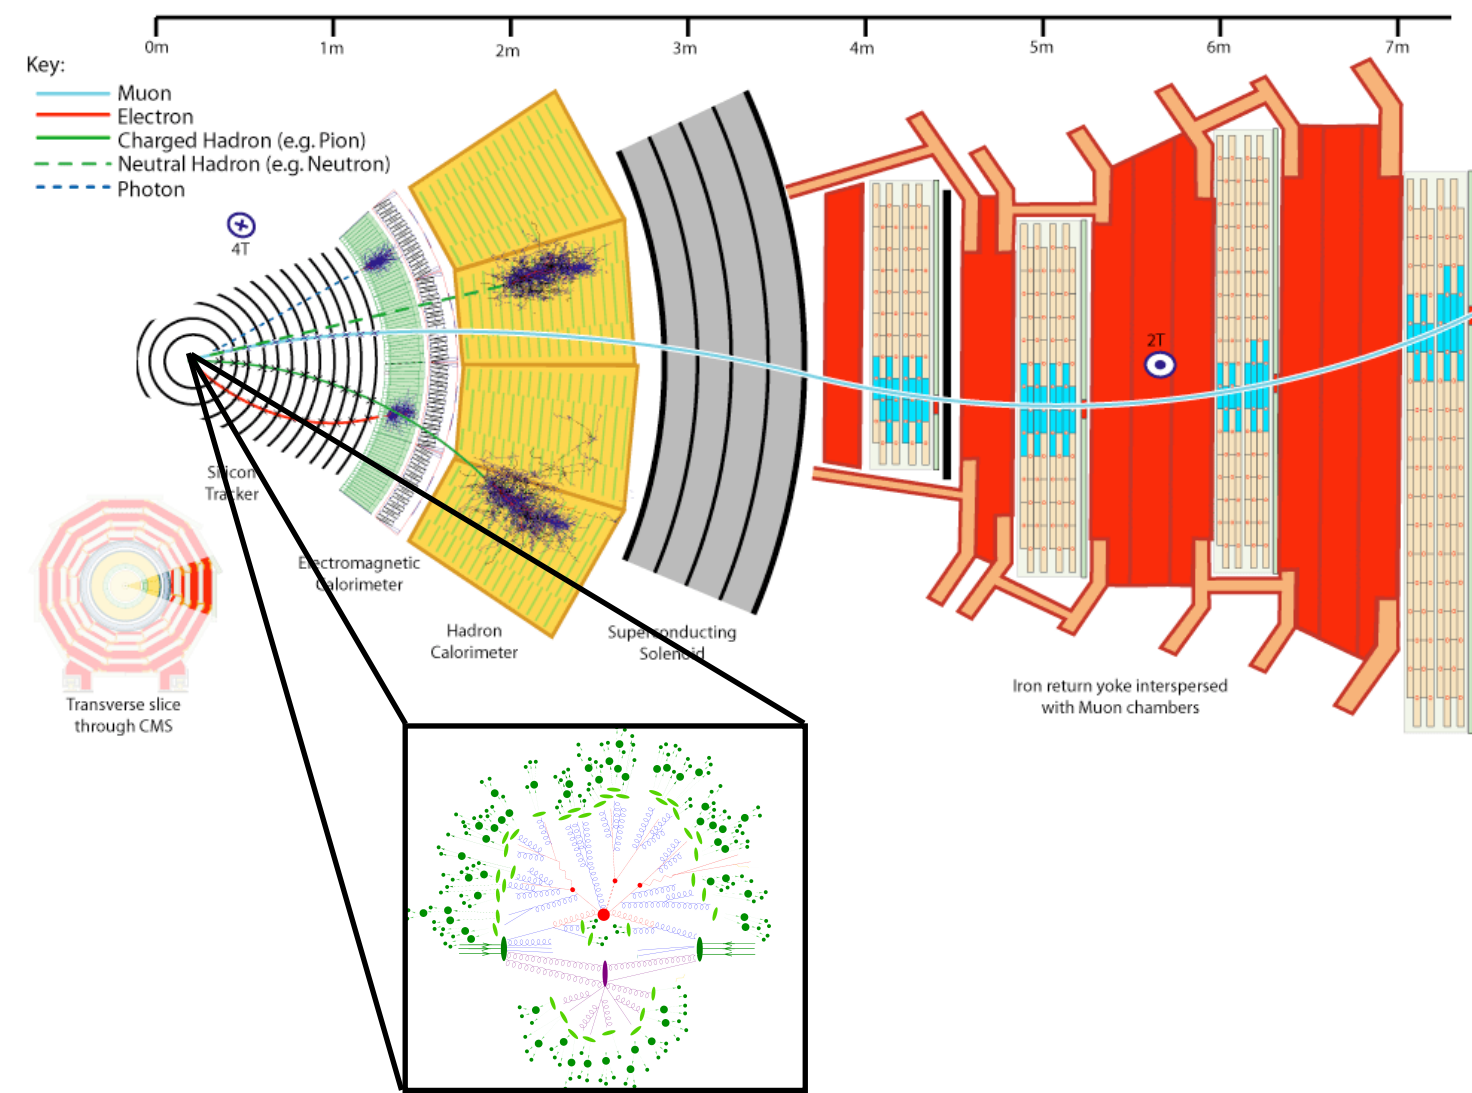 0m 1m 2m 3m 4m 5m 6m 7m
Key:
Muon
Electron
Charged Hadron (e.g. Pion)
Neutral Hadron (e.g. Neutron)
Photon
4T
2T
Silicon
Tracker
Electromagnetic
Calorimeter
Hadron
Calorimeter
Superconducting
Solenoid
Iron return yoke interspersed
with Muon chambers
Transverse slice
through CMS